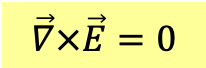 ∇⃗×E⃗ = 0